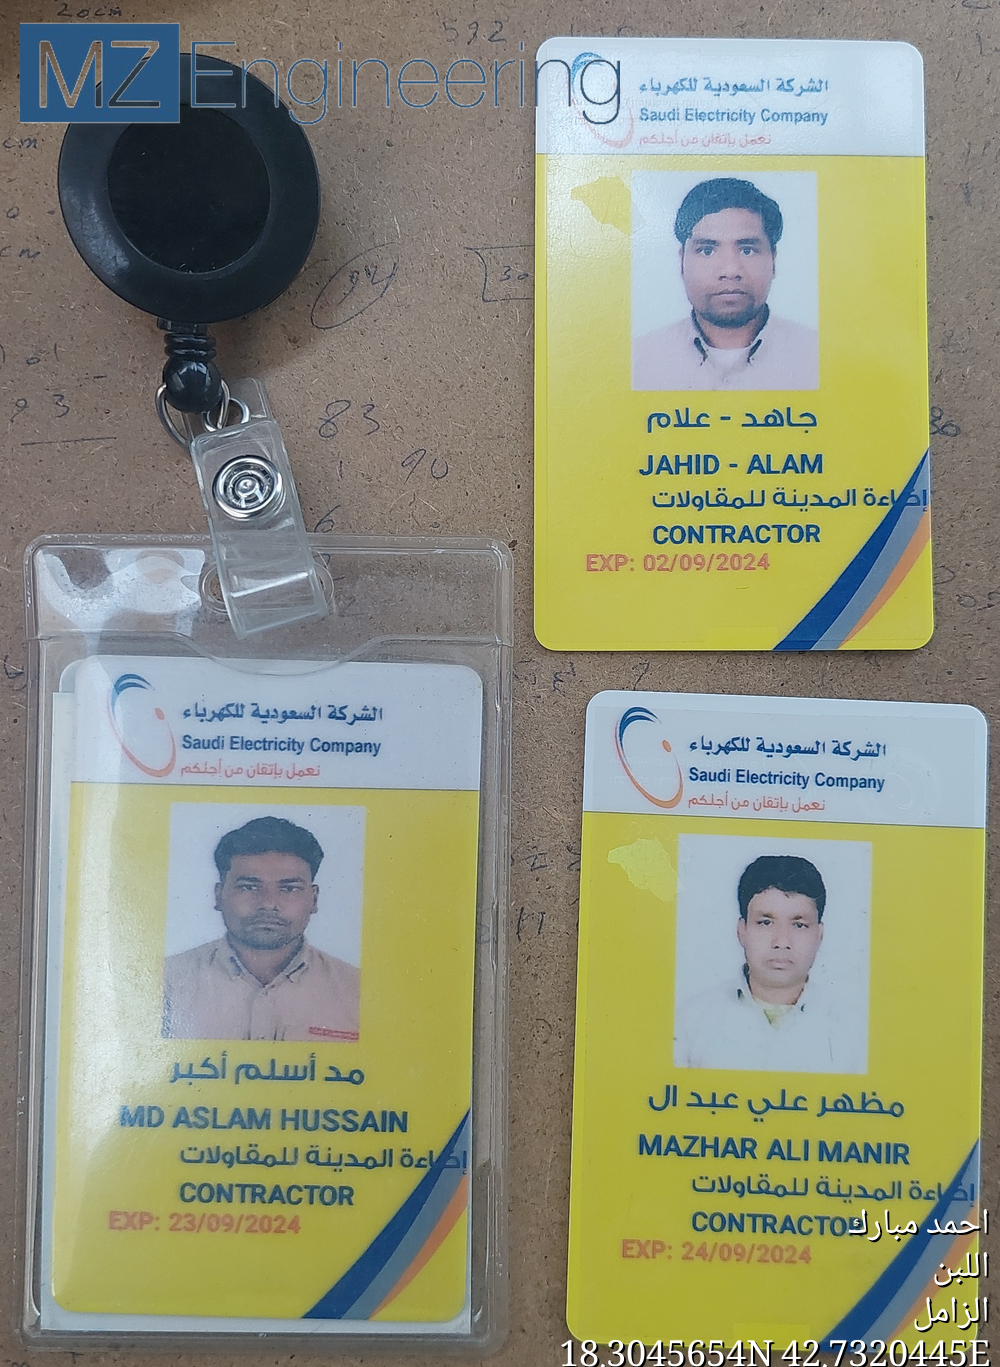 MZ Engineering
20cm
592
الشركة السعودية للكهرباء
Saudi Electricity Company
نعمل بإتقان من أجلكم
جاهد - علام
JAHID - ALAM
إضاءة المدينة للمقاولات
CONTRACTOR
EXP: 02/09/2024
83
90
الشركة السعودية للكهرباء
Saudi Electricity Company
نعمل بإتقان من أجلكم
مد أسلم أكبر
MD ASLAM HUSSAIN
إضاءة المدينة للمقاولات
CONTRACTOR
EXP: 23/09/2024
الشركة السعودية للكهرباء
Saudi Electricity Company
نعمل بإتقان من أجلكم
مظهر علي عبد ال
MAZHAR ALI MANIR
إضاءة المدينة للمقاولات
CONTRACTOR
EXP: 24/09/2024
احمد مبارك
اللبن
الزامل
18.3045654N 42.7320445E